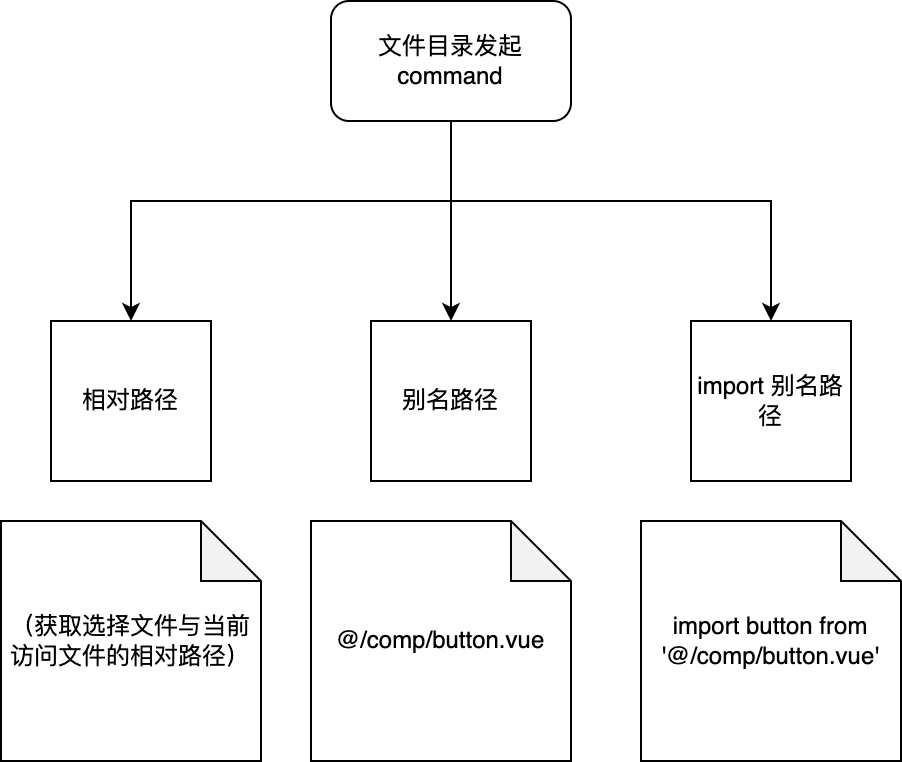 文件目录发起
command
相对路径
别名路径
import 别名路
径
（获取选择文件与当前
访问文件的相对路径）
@/comp/button.vue
import button from
'@/comp/button.vue'